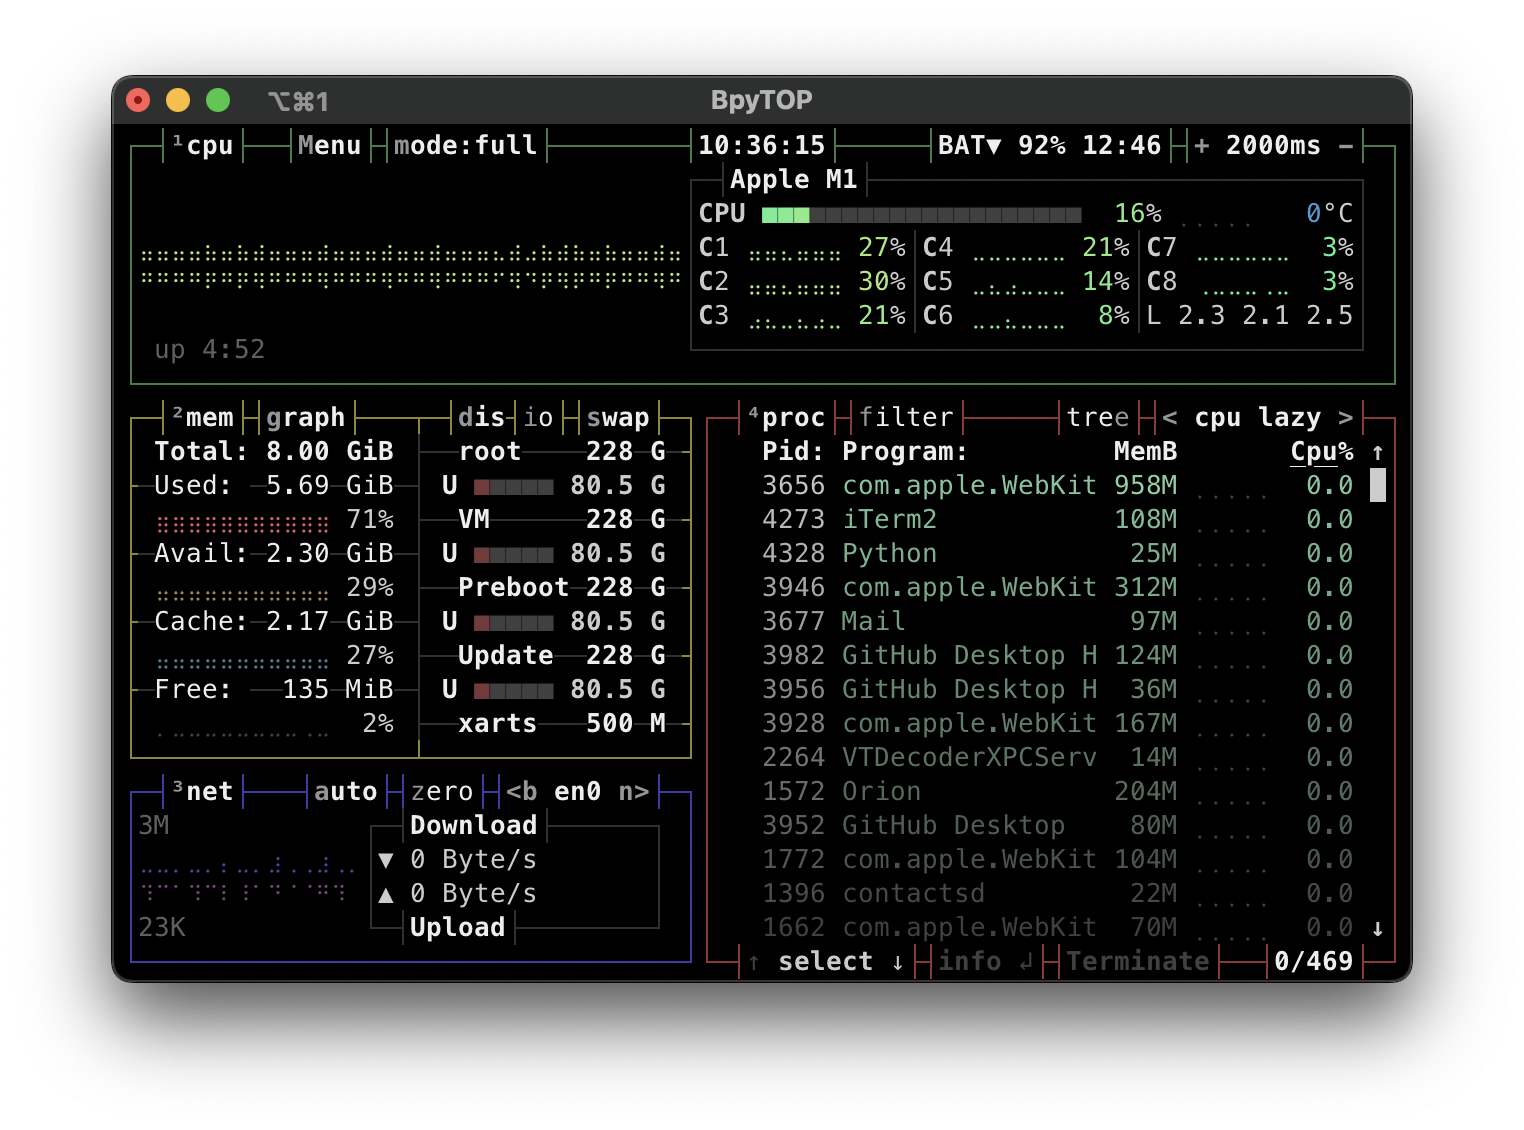 ⌥⌘1 BpyTOP
¹cpu Menu mode:full 10:36:15 BAT▼ 92% 12:46 + 2000ms −
Apple M1
CPU 16% 0°C
C1 27% C4 21% C7 3%
C2 30% C5 14% C8 3%
C3 21% C6 8% L 2.3 2.1 2.5
up 4:52
²mem graph dis io swap
Total: 8.00 GiB
Used: 5.69 GiB
71%
Avail: 2.30 GiB
29%
Cache: 2.17 GiB
27%
Free: 135 MiB
2%
root 228 G
U 80.5 G
VM 228 G
U 80.5 G
Preboot 228 G
U 80.5 G
Update 228 G
U 80.5 G
xarts 500 M
³net auto zero <b en0 n>
3M
Download
▼ 0 Byte/s
▲ 0 Byte/s
23K
Upload
⁴proc filter tree < cpu lazy >
Pid: Program: MemB Cpu% ↑
3656 com.apple.WebKit 958M 0.0
4273 iTerm2 108M 0.0
4328 Python 25M 0.0
3946 com.apple.WebKit 312M 0.0
3677 Mail 97M 0.0
3982 GitHub Desktop H 124M 0.0
3956 GitHub Desktop H 36M 0.0
3928 com.apple.WebKit 167M 0.0
2264 VTDecoderXPCServ 14M 0.0
1572 Orion 204M 0.0
3952 GitHub Desktop 80M 0.0
1772 com.apple.WebKit 104M 0.0
1396 contactsd 22M 0.0
1662 com.apple.WebKit 70M 0.0 ↓
↑ select ↓ info ↲ Terminate 0/469